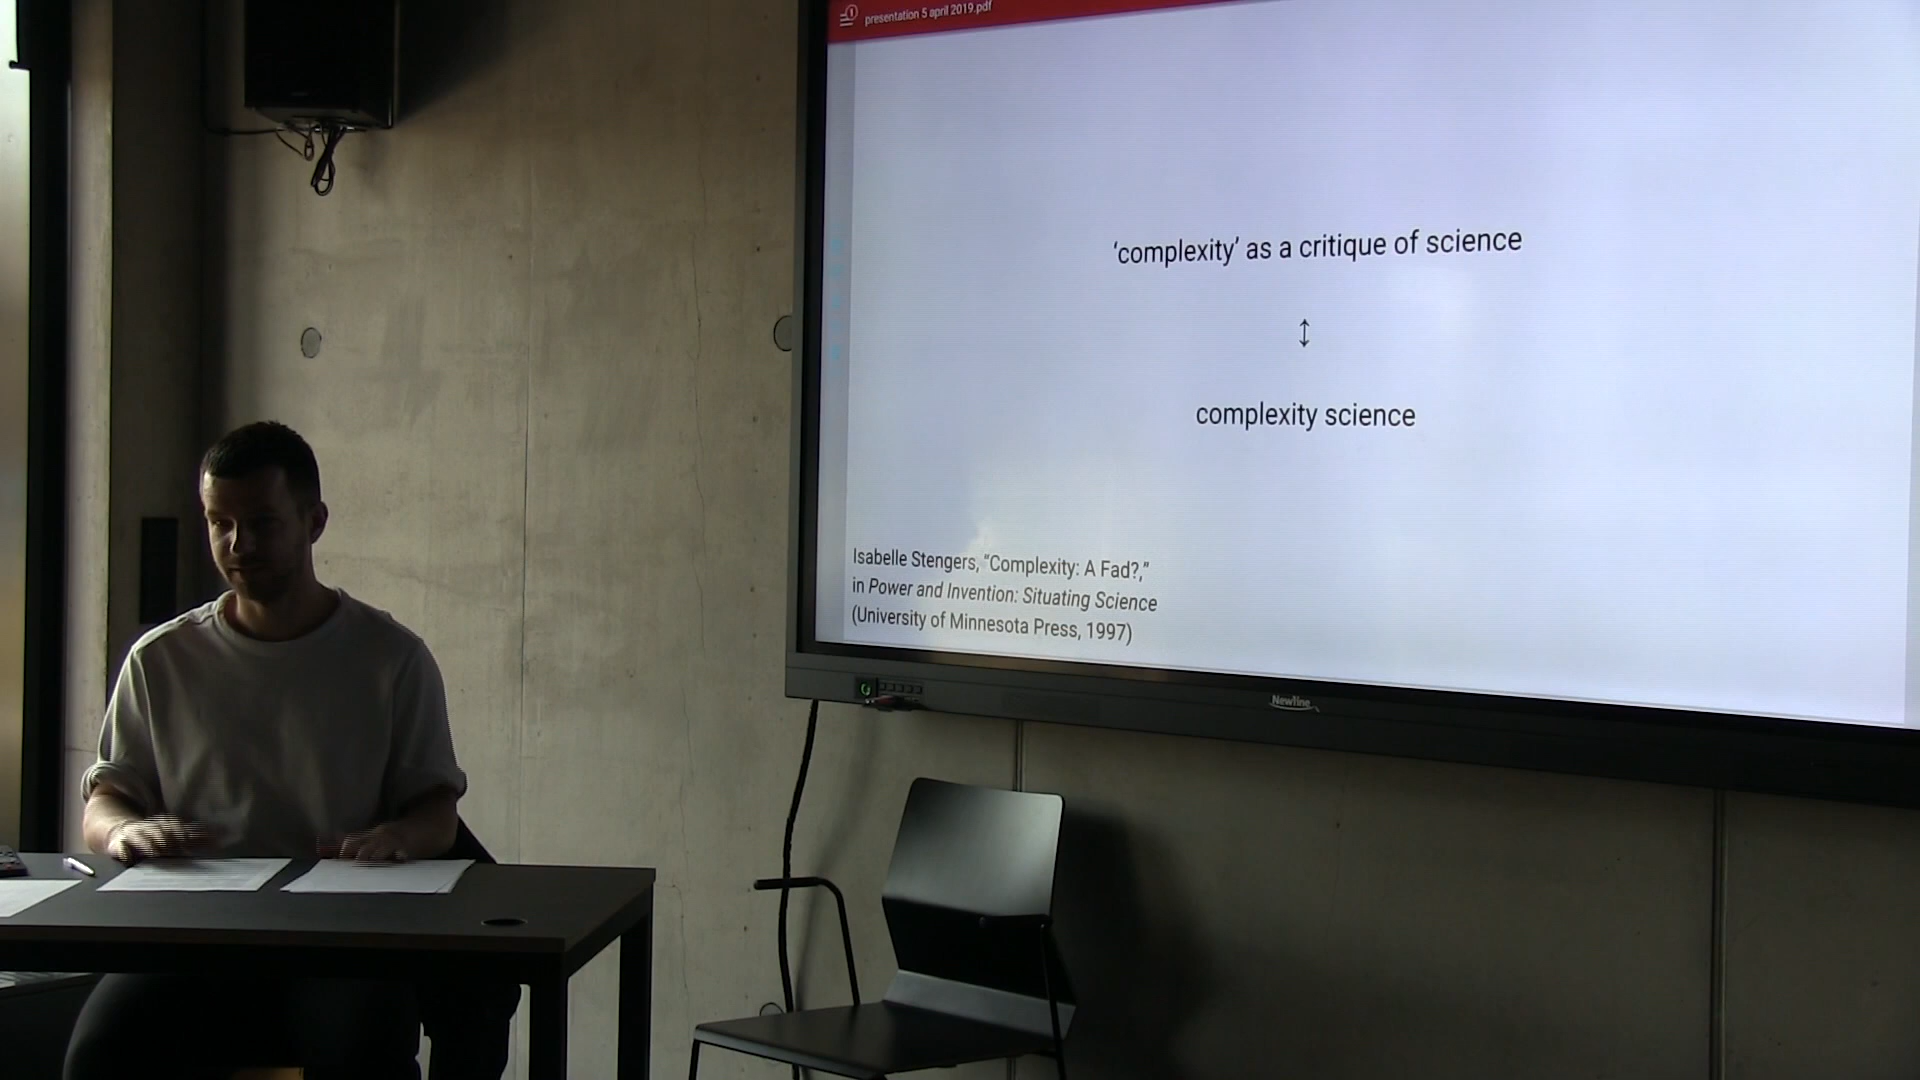 presentation 5 april 2019.pdf
‘complexity’ as a critique of science
↕
complexity science
Isabelle Stengers, “Complexity: A Fad?,”
in Power and Invention: Situating Science
(University of Minnesota Press, 1997)
Newline